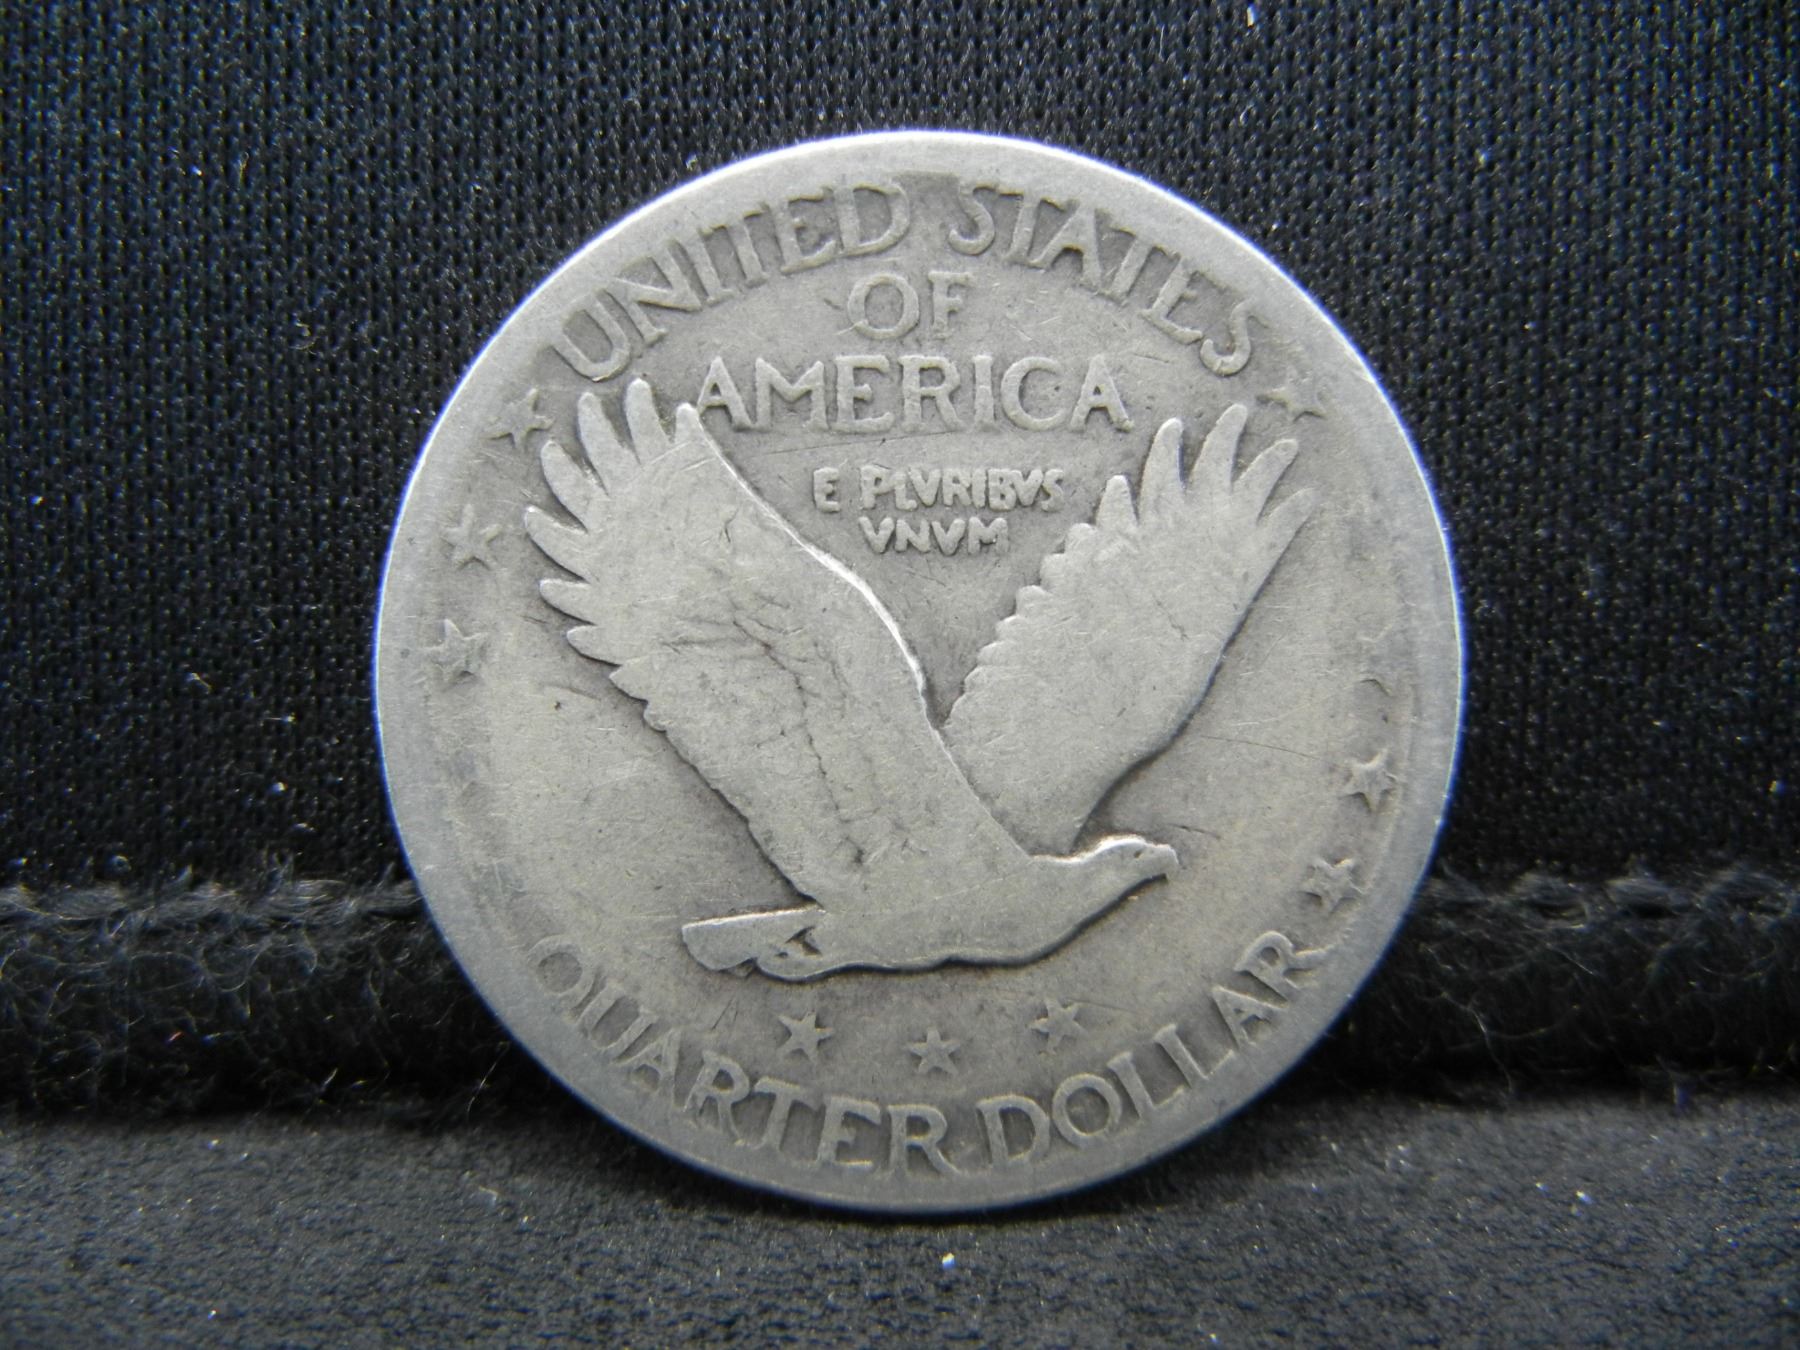 UNITED STATES
OF
AMERICA
E PLVRIBVS
VNVM
QUARTER DOLLAR